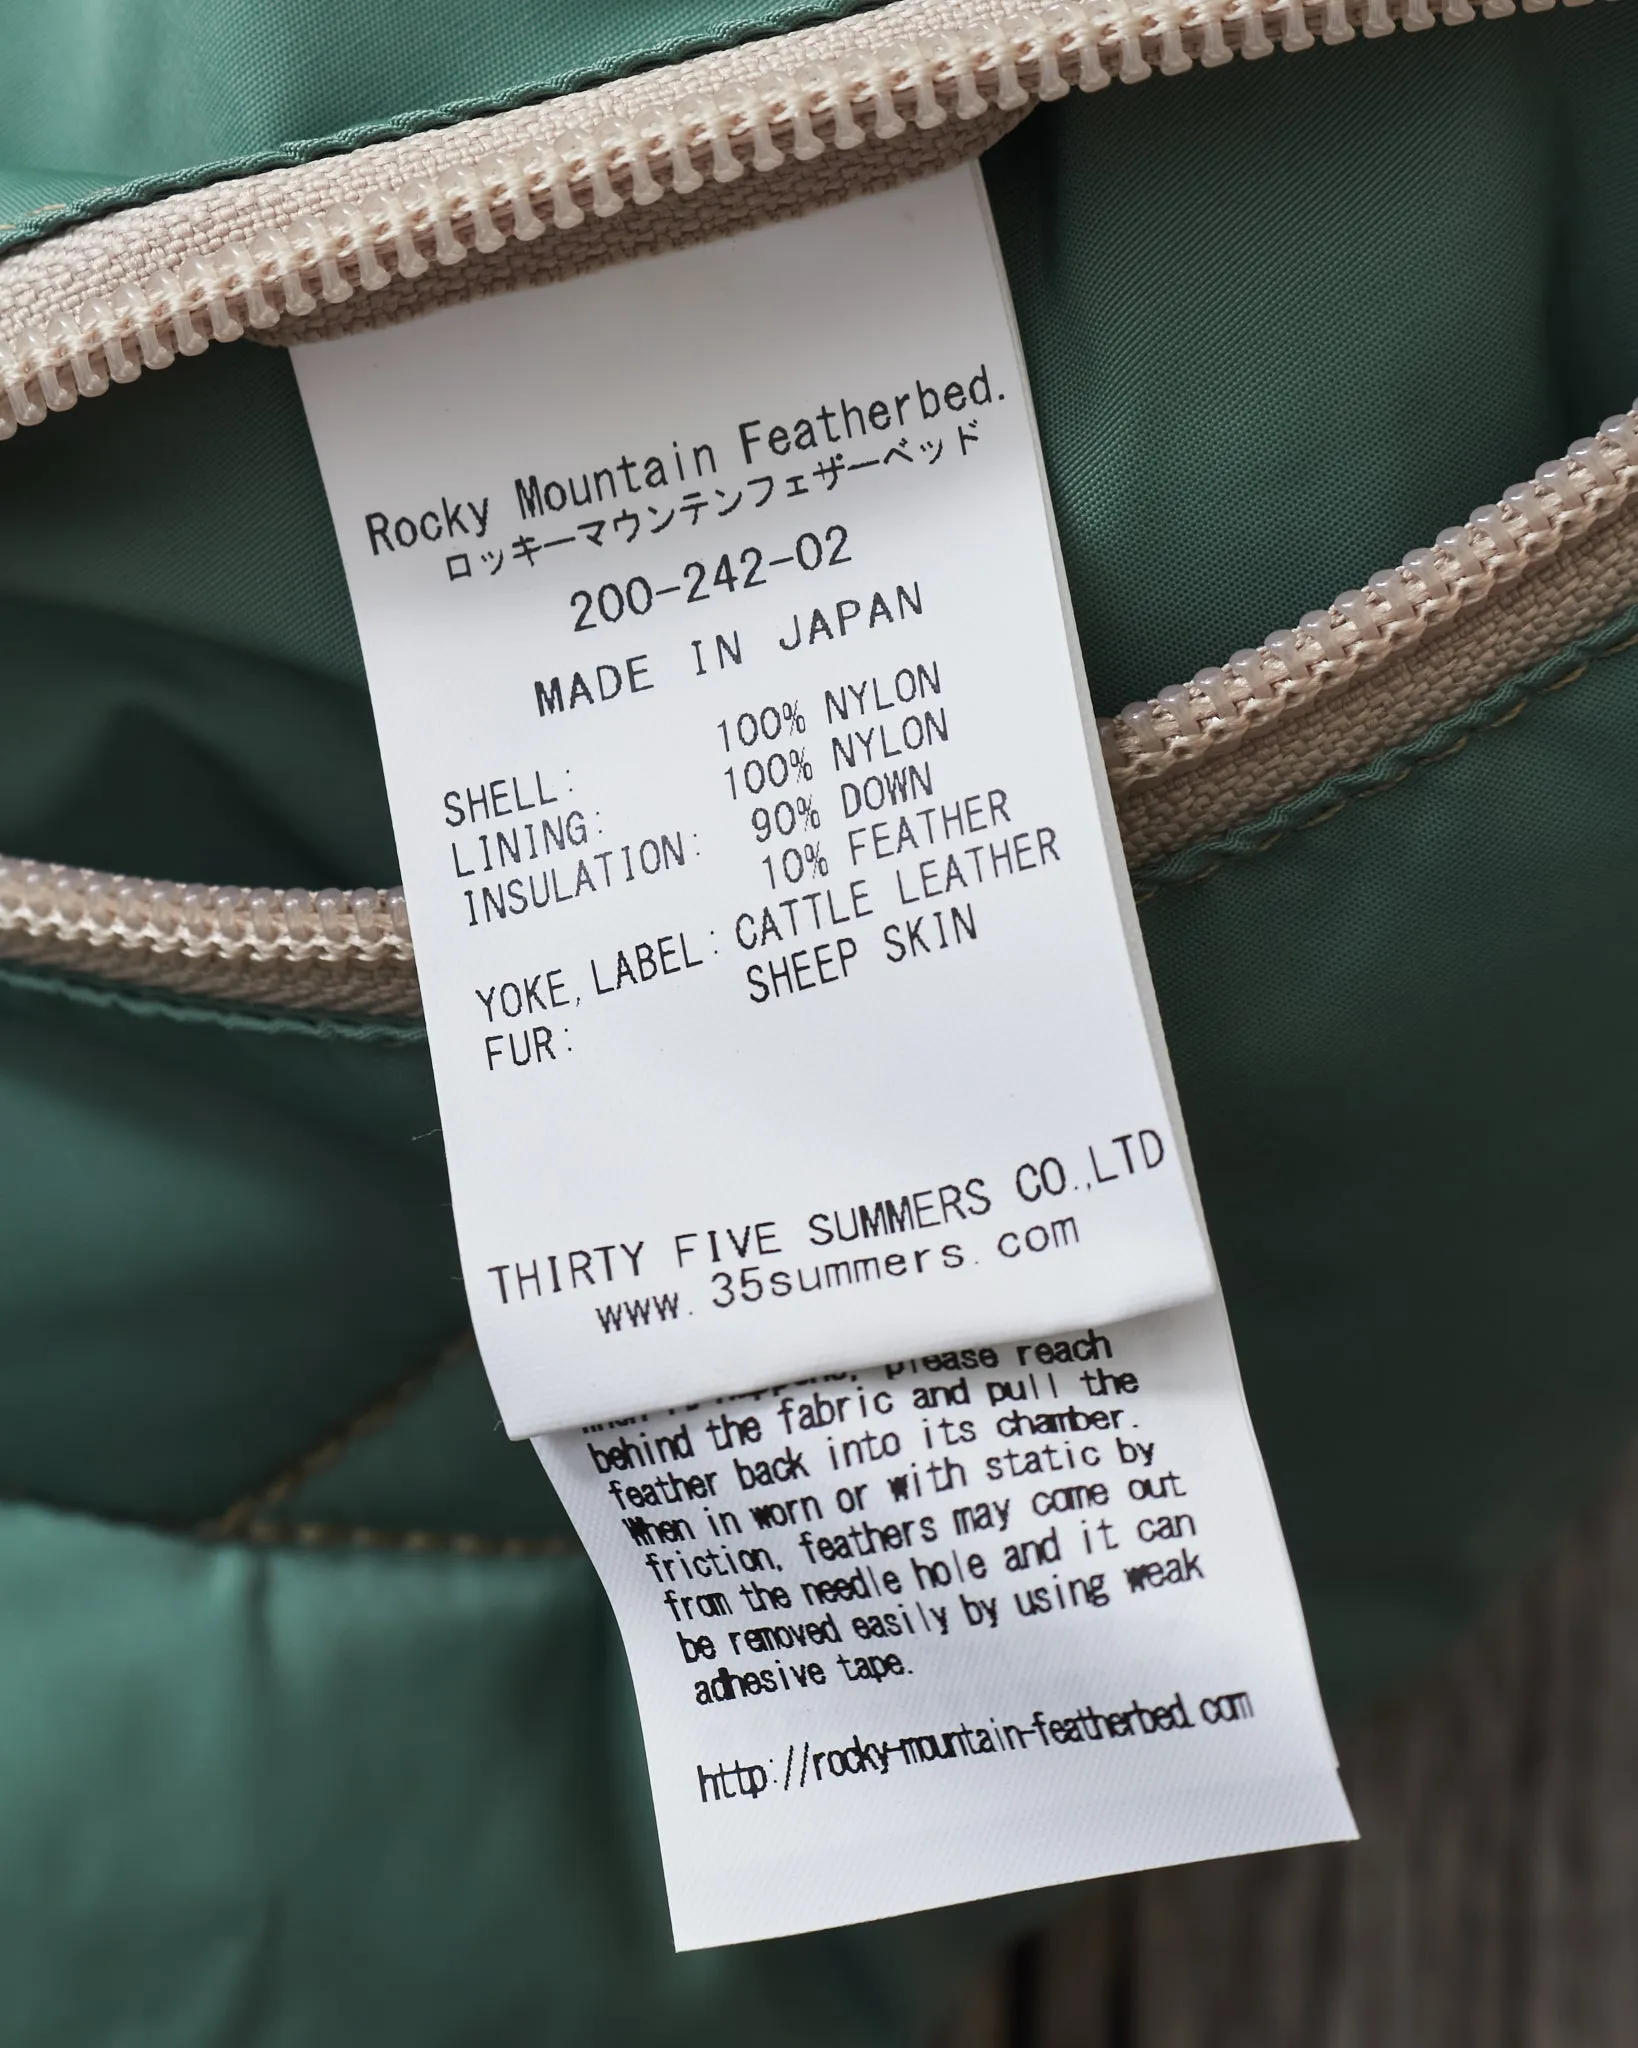 Rocky Mountain Featherbed.
ロッキーマウンテンフェザーベッド
200-242-02
MADE IN JAPAN
SHELL: 100% NYLON
LINING: 100% NYLON
INSULATION: 90% DOWN
10% FEATHER
YOKE, LABEL: CATTLE LEATHER
FUR: SHEEP SKIN
THIRTY FIVE SUMMERS CO.,LTD
www.35summers.com
please reach
behind the fabric and pull the
feather back into its chamber.
When in worn or with static by
friction, feathers may come out
from the needle hole and it can
be removed easily by using weak
adhesive tape.
http://rocky-mountain-featherbed.com